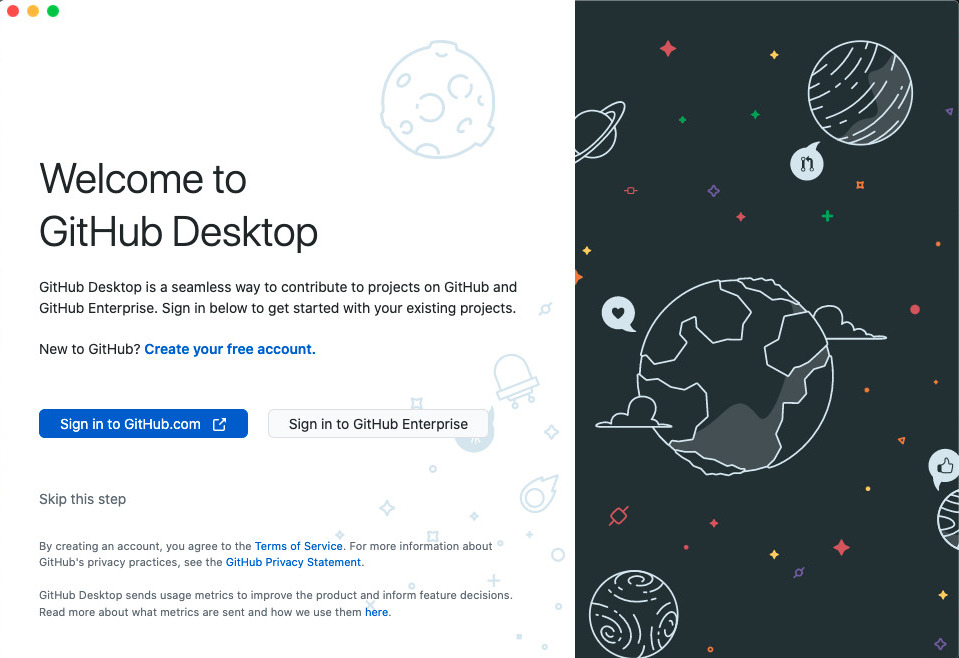 Welcome to
GitHub Desktop
GitHub Desktop is a seamless way to contribute to projects on GitHub and
GitHub Enterprise. Sign in below to get started with your existing projects.
New to GitHub? Create your free account.
Sign in to GitHub.com
Sign in to GitHub Enterprise
Skip this step
By creating an account, you agree to the Terms of Service. For more information about
GitHub's privacy practices, see the GitHub Privacy Statement.
GitHub Desktop sends usage metrics to improve the product and inform feature decisions.
Read more about what metrics are sent and how we use them here.